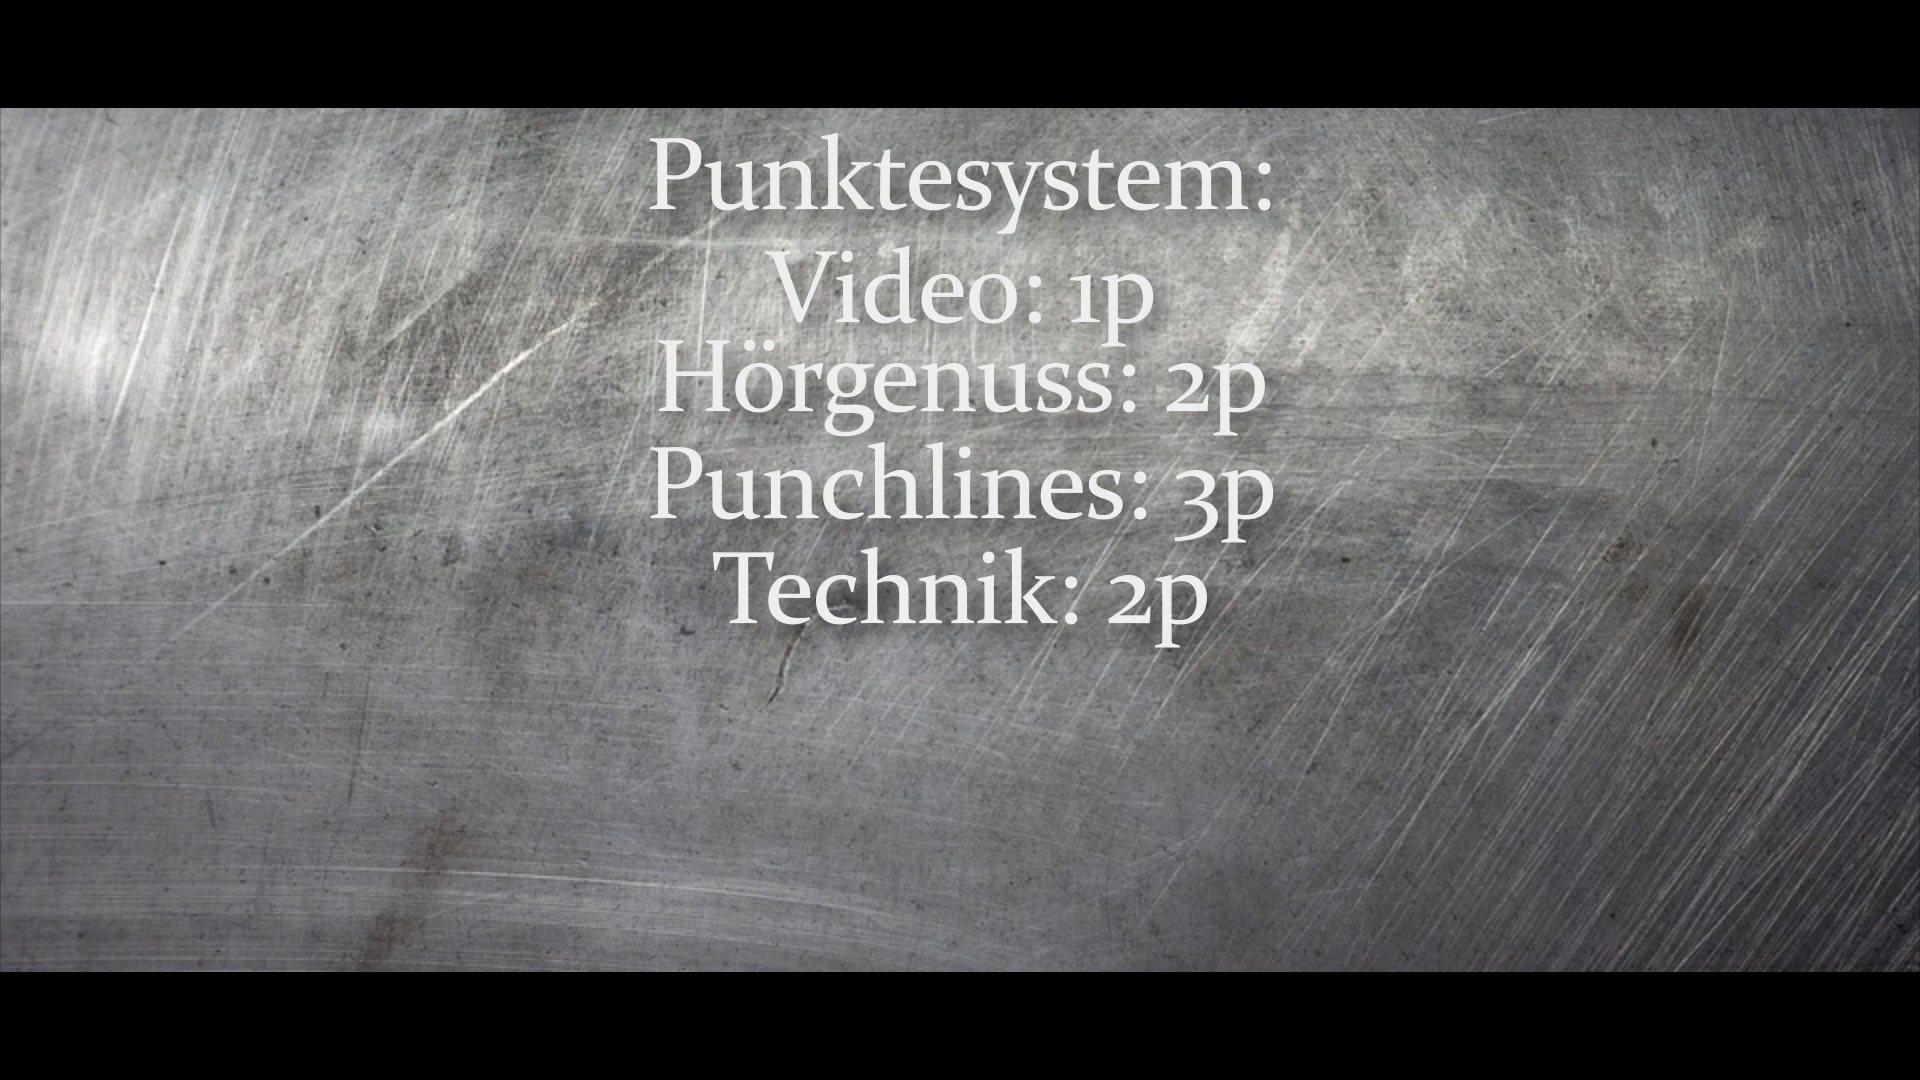 Punktesystem:
Video: 1p
Hörgenuss: 2p
Punchlines: 3p
Technik: 2p